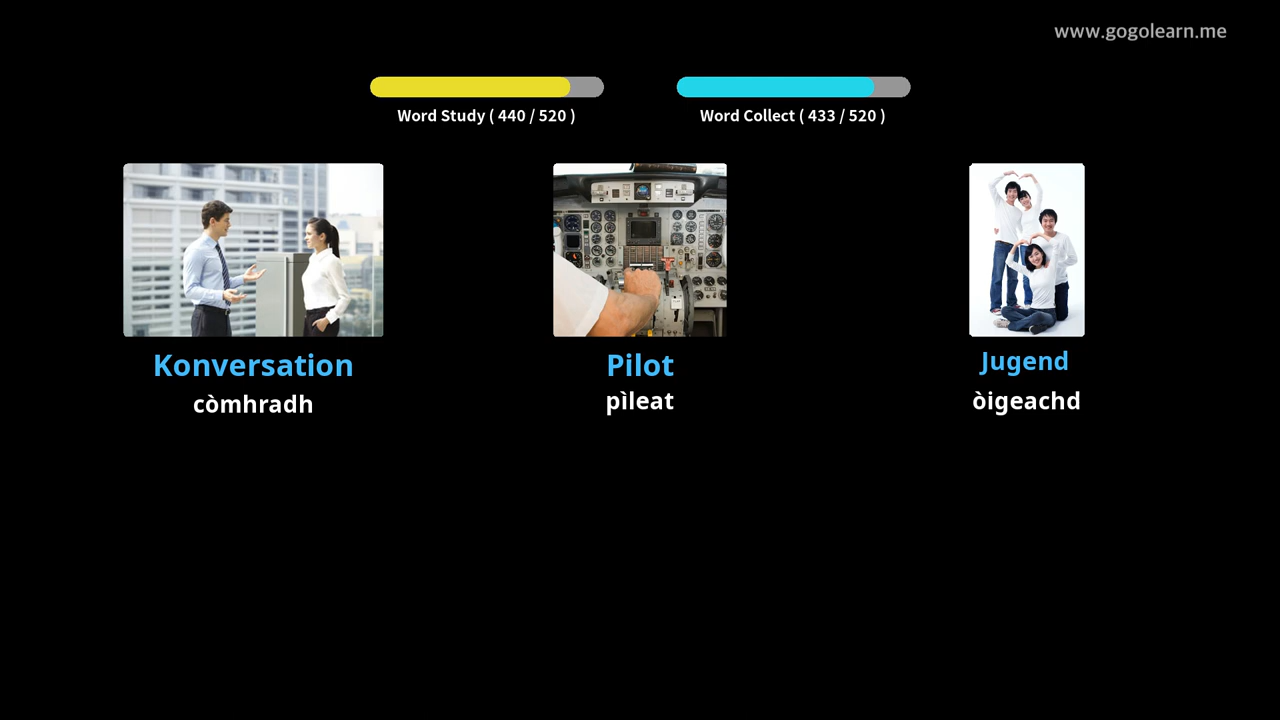 www.gogolearn.me
Word Study ( 440 / 520 )
Word Collect ( 433 / 520 )
Konversation
còmhradh
Pilot
pìleat
Jugend
òigeachd